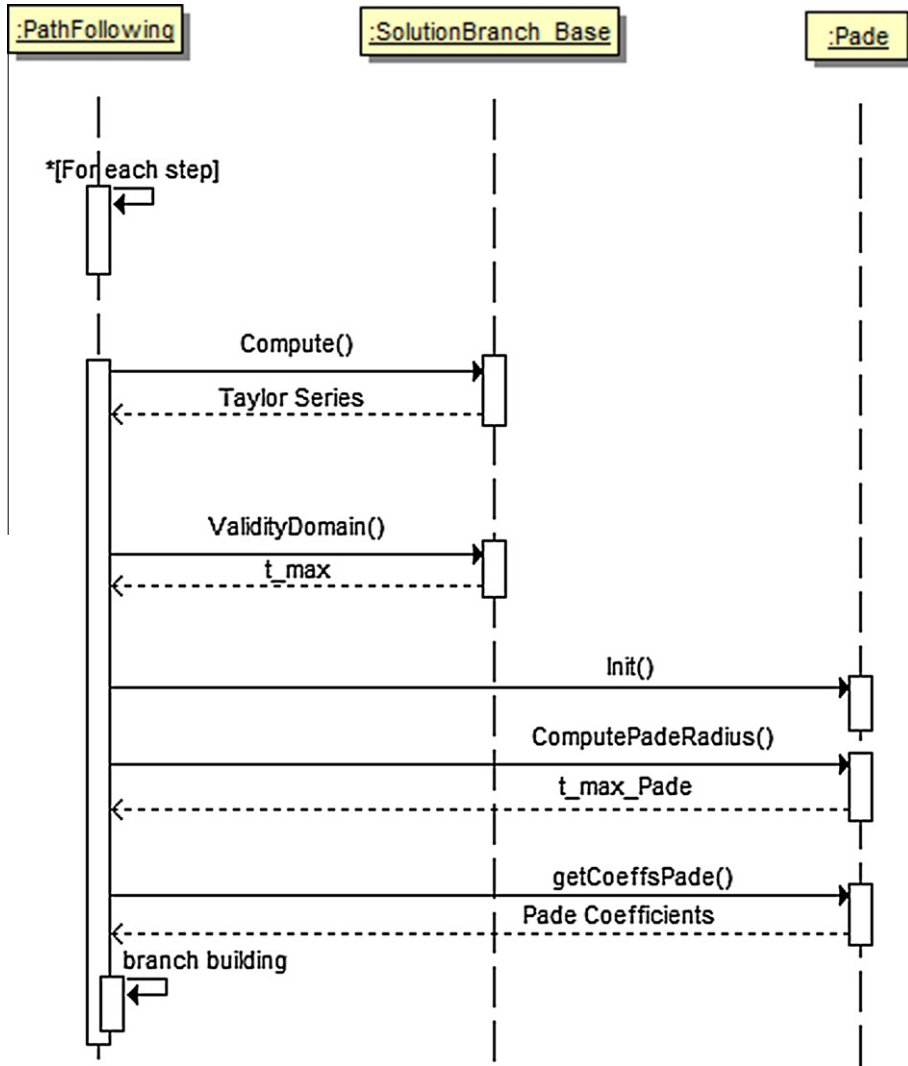 :PathFollowing
:SolutionBranch_Base
:Pade
*[For each step]
Compute()
Taylor Series
ValidityDomain()
t_max
Init()
ComputePadeRadius()
t_max_Pade
getCoeffsPade()
Pade Coefficients
branch building